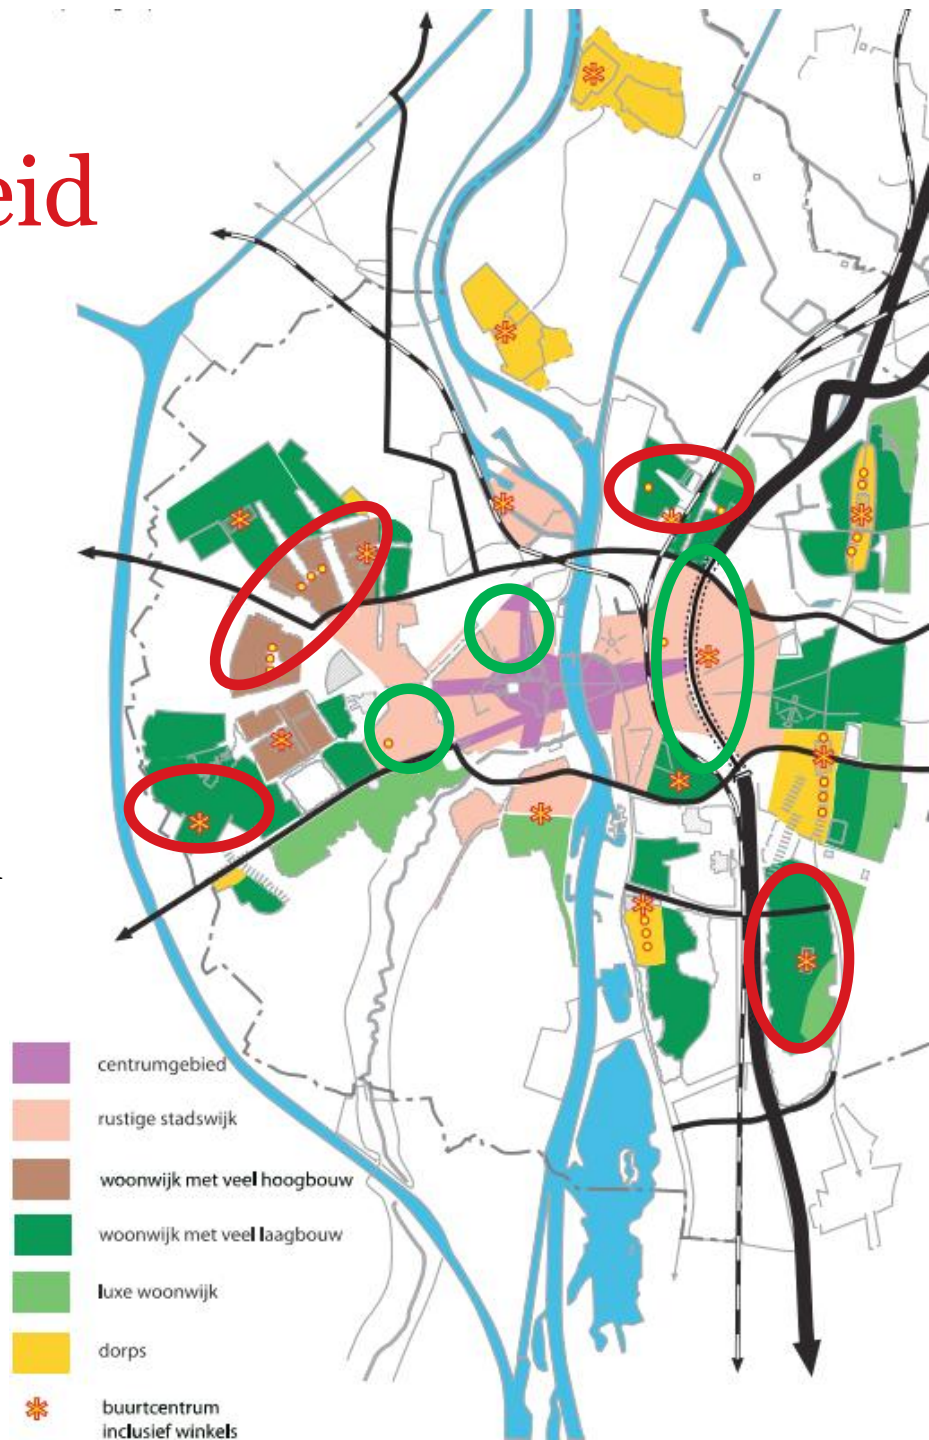 eid
centrumgebied
rustige stadswijk
woonwijk met veel hoogbouw
woonwijk met veel laagbouw
luxe woonwijk
dorps
buurtcentrum
inclusief winkels